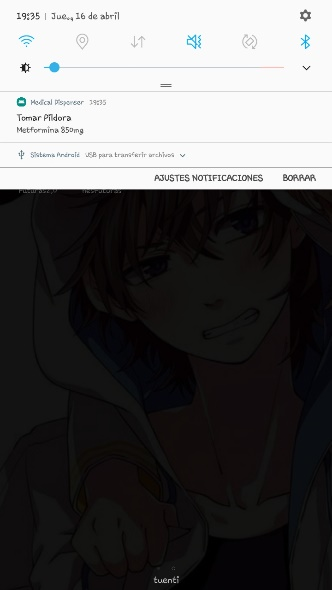 19:35 | Jue., 16 de abril
Medical Dispenser 19:35
Tomar Píldora
Metformina 850mg
Sistema Android USB para transferir archivos
AJUSTES NOTIFICACIONES BORRAR
tuenti